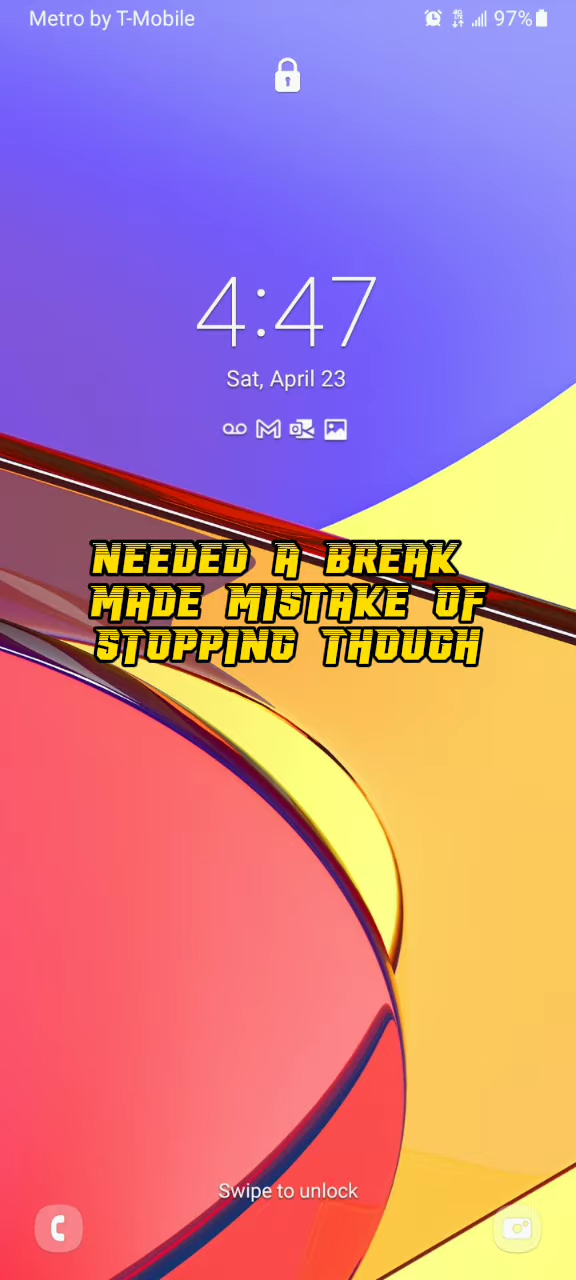 Metro by T-Mobile 97%
4:47
Sat, April 23
NEEDED A BREAK
MADE MISTAKE OF
STOPPING THOUGH
Swipe to unlock